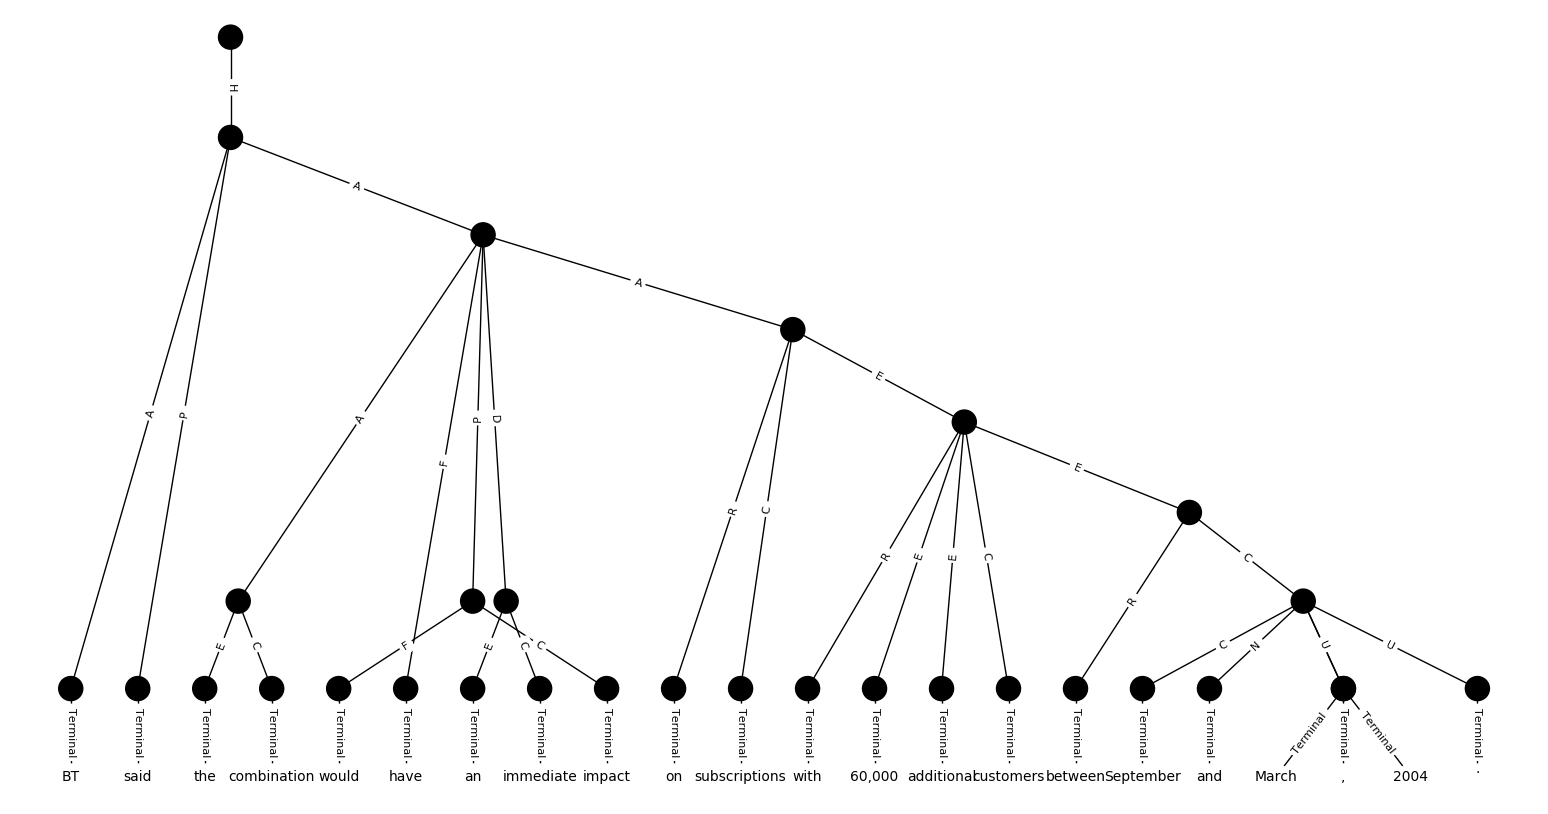 H
A
A
A P A F P D E
R C E
R E E C R C
E C F E C C C N U U
Terminal Terminal Terminal Terminal Terminal Terminal Terminal Terminal Terminal Terminal Terminal Terminal Terminal Terminal Terminal Terminal Terminal Terminal Terminal Terminal Terminal Terminal
BT said the combination would have an immediate impact on subscriptions with 60,000 additional customers between September and March , 2004 .